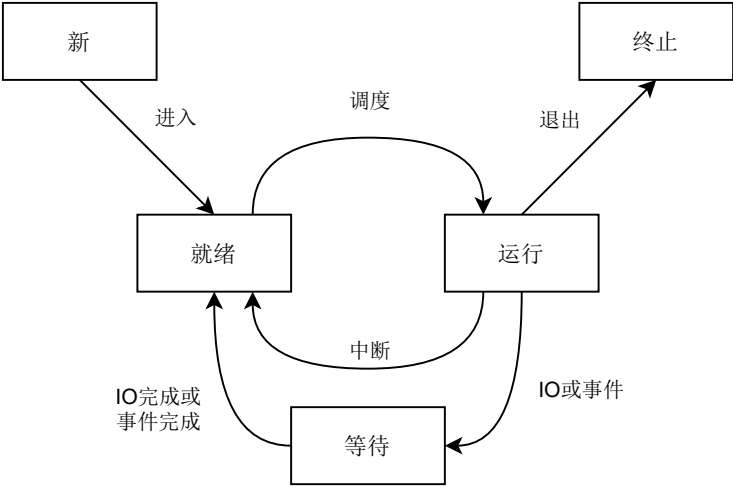 新
终止
调度
进入
退出
就绪
运行
中断
IO完成或
事件完成
IO或事件
等待